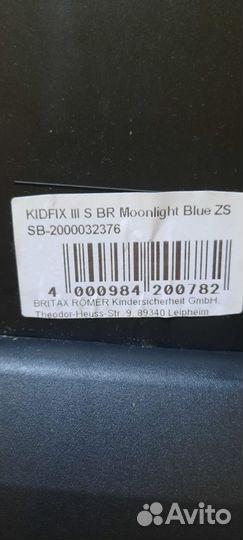 KIDFIX III S BR Moonlight Blue ZS
SB-2000032376
4 000984 200782
BRITAX RÖMER Kindersicherheit GmbH.
Theodor-Heuss-Str. 9, 89340 Leipheim
Avito